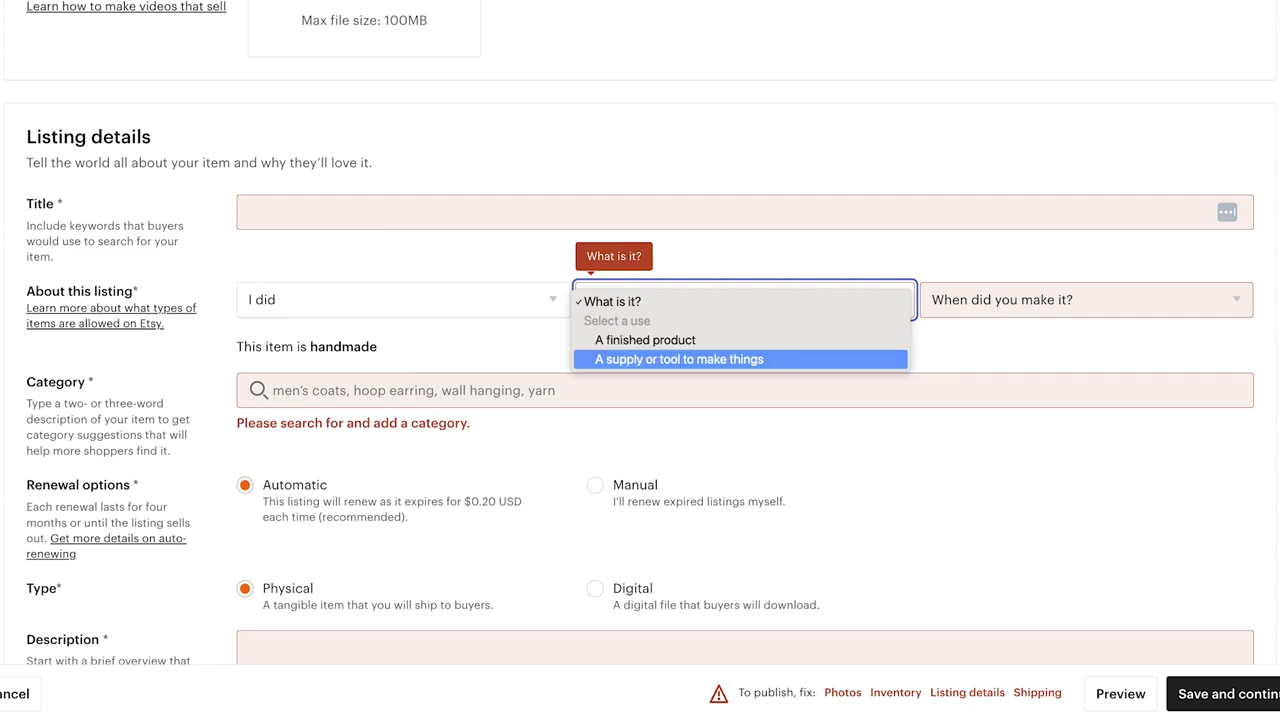 Learn how to make videos that sell
Max file size: 100MB
Listing details
Tell the world all about your item and why they'll love it.
Title *
Include keywords that buyers
would use to search for your
item.
What is it?
About this listing*
Learn more about what types of
items are allowed on Etsy.
I did
✓ What is it?
Select a use
A finished product
A supply or tool to make things
When did you make it?
This item is handmade
Category *
Type a two- or three-word
description of your item to get
category suggestions that will
help more shoppers find it.
men's coats, hoop earring, wall hanging, yarn
Please search for and add a category.
Renewal options *
Each renewal lasts for four
months or until the listing sells
out. Get more details on auto-
renewing
Automatic
This listing will renew as it expires for $0.20 USD
each time (recommended).
Manual
I'll renew expired listings myself.
Type*
Physical
A tangible item that you will ship to buyers.
Digital
A digital file that buyers will download.
Description *
Start with a brief overview that
ancel
To publish, fix: Photos Inventory Listing details Shipping
Preview
Save and contin